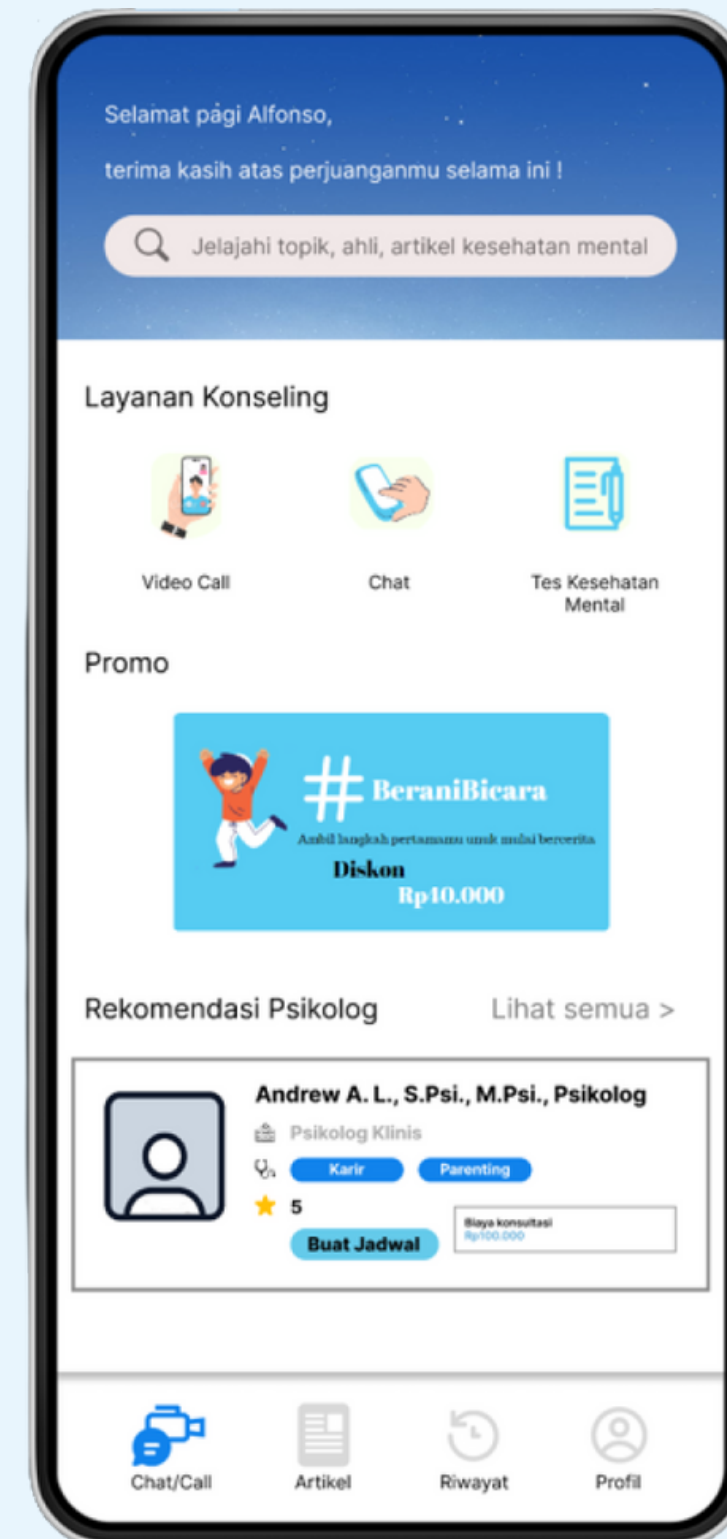 Selamat pagi Alfonso,
terima kasih atas perjuanganmu selama ini !
Jelajahi topik, ahli, artikel kesehatan mental
Layanan Konseling
Video Call
Chat
Tes Kesehatan
Mental
Promo
#BeraniBicara
Ambil langkah pertamamu unuk mulai bercerita
Diskon
Rp40.000
Rekomendasi Psikolog
Lihat semua >
Andrew A. L., S.Psi., M.Psi., Psikolog
Psikolog Klinis
Karir
Parenting
5
Buat Jadwal
Biaya konsultasi
Rp100.000
Chat/Call
Artikel
Riwayat
Profil